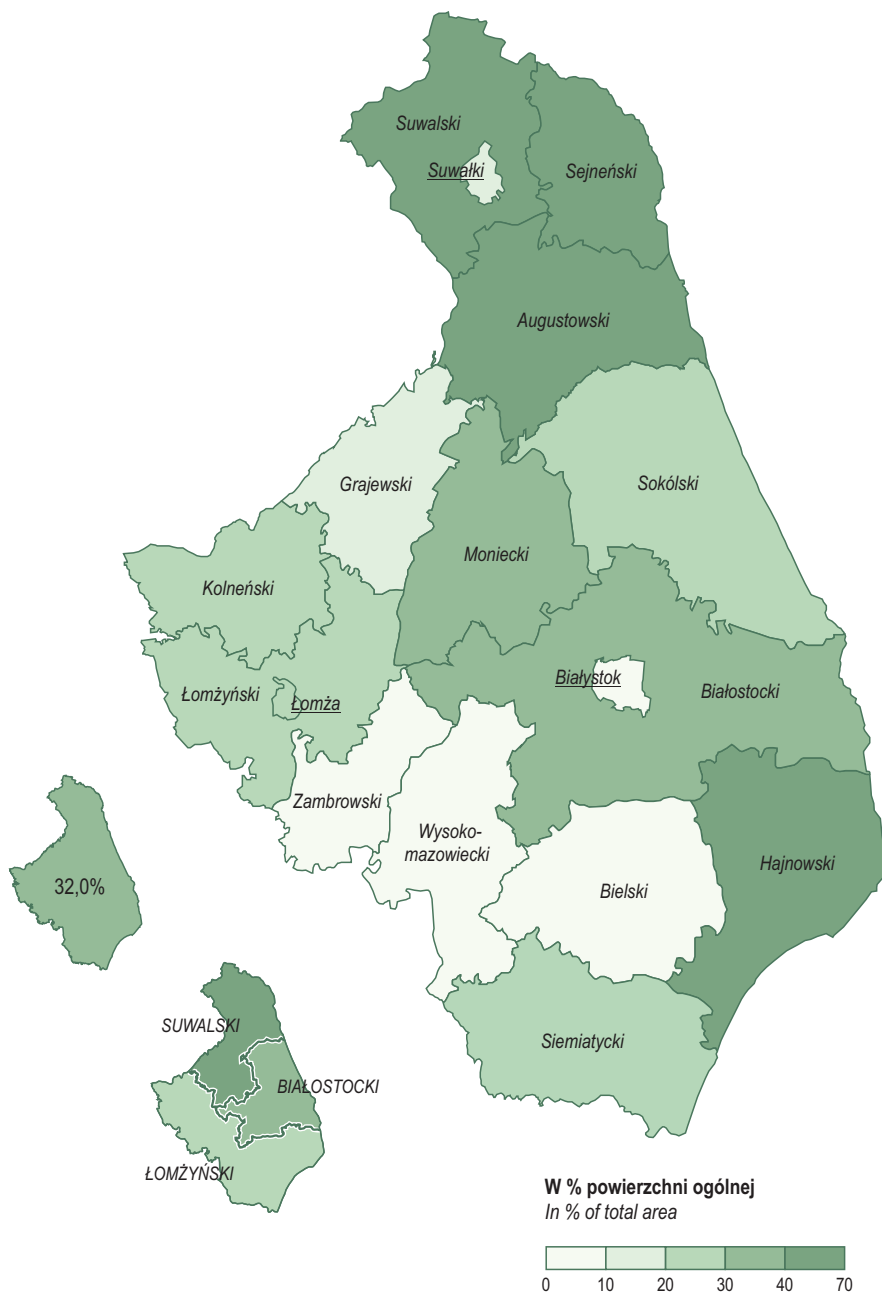 Suwalski
Suwałki
Sejneński
Augustowski
Grajewski
Sokólski
Moniecki
Kolneński
Łomżyński
Łomża
Białystok
Białostocki
Zambrowski
Wysoko-
mazowiecki
Hajnowski
Bielski
32,0%
Siemiatycki
SUWALSKI
BIAŁOSTOCKI
ŁOMŻYŃSKI
W % powierzchni ogólnej
In % of total area
0 10 20 30 40 70